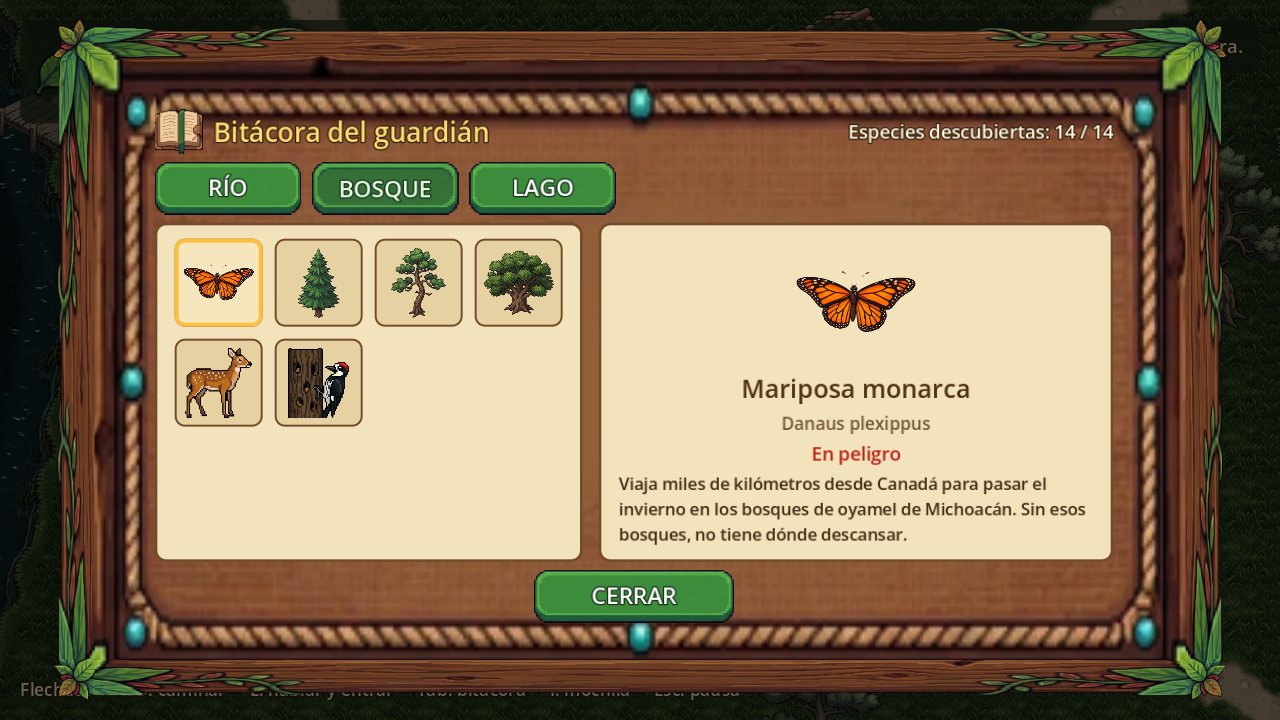 ra.
Bitácora del guardián
Especies descubiertas: 14 / 14
RÍO
BOSQUE
LAGO
Mariposa monarca
Danaus plexippus
En peligro
Viaja miles de kilómetros desde Canadá para pasar el
invierno en los bosques de oyamel de Michoacán. Sin esos
bosques, no tiene dónde descansar.
CERRAR